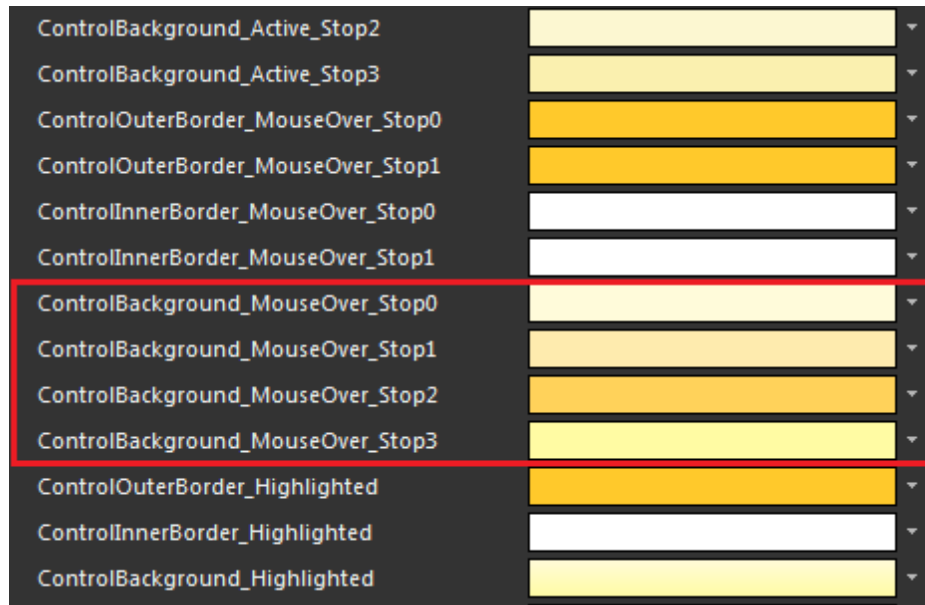 ControlBackground_Active_Stop2
ControlBackground_Active_Stop3
ControlOuterBorder_MouseOver_Stop0
ControlOuterBorder_MouseOver_Stop1
ControlInnerBorder_MouseOver_Stop0
ControlInnerBorder_MouseOver_Stop1
ControlBackground_MouseOver_Stop0
ControlBackground_MouseOver_Stop1
ControlBackground_MouseOver_Stop2
ControlBackground_MouseOver_Stop3
ControlOuterBorder_Highlighted
ControlInnerBorder_Highlighted
ControlBackground_Highlighted